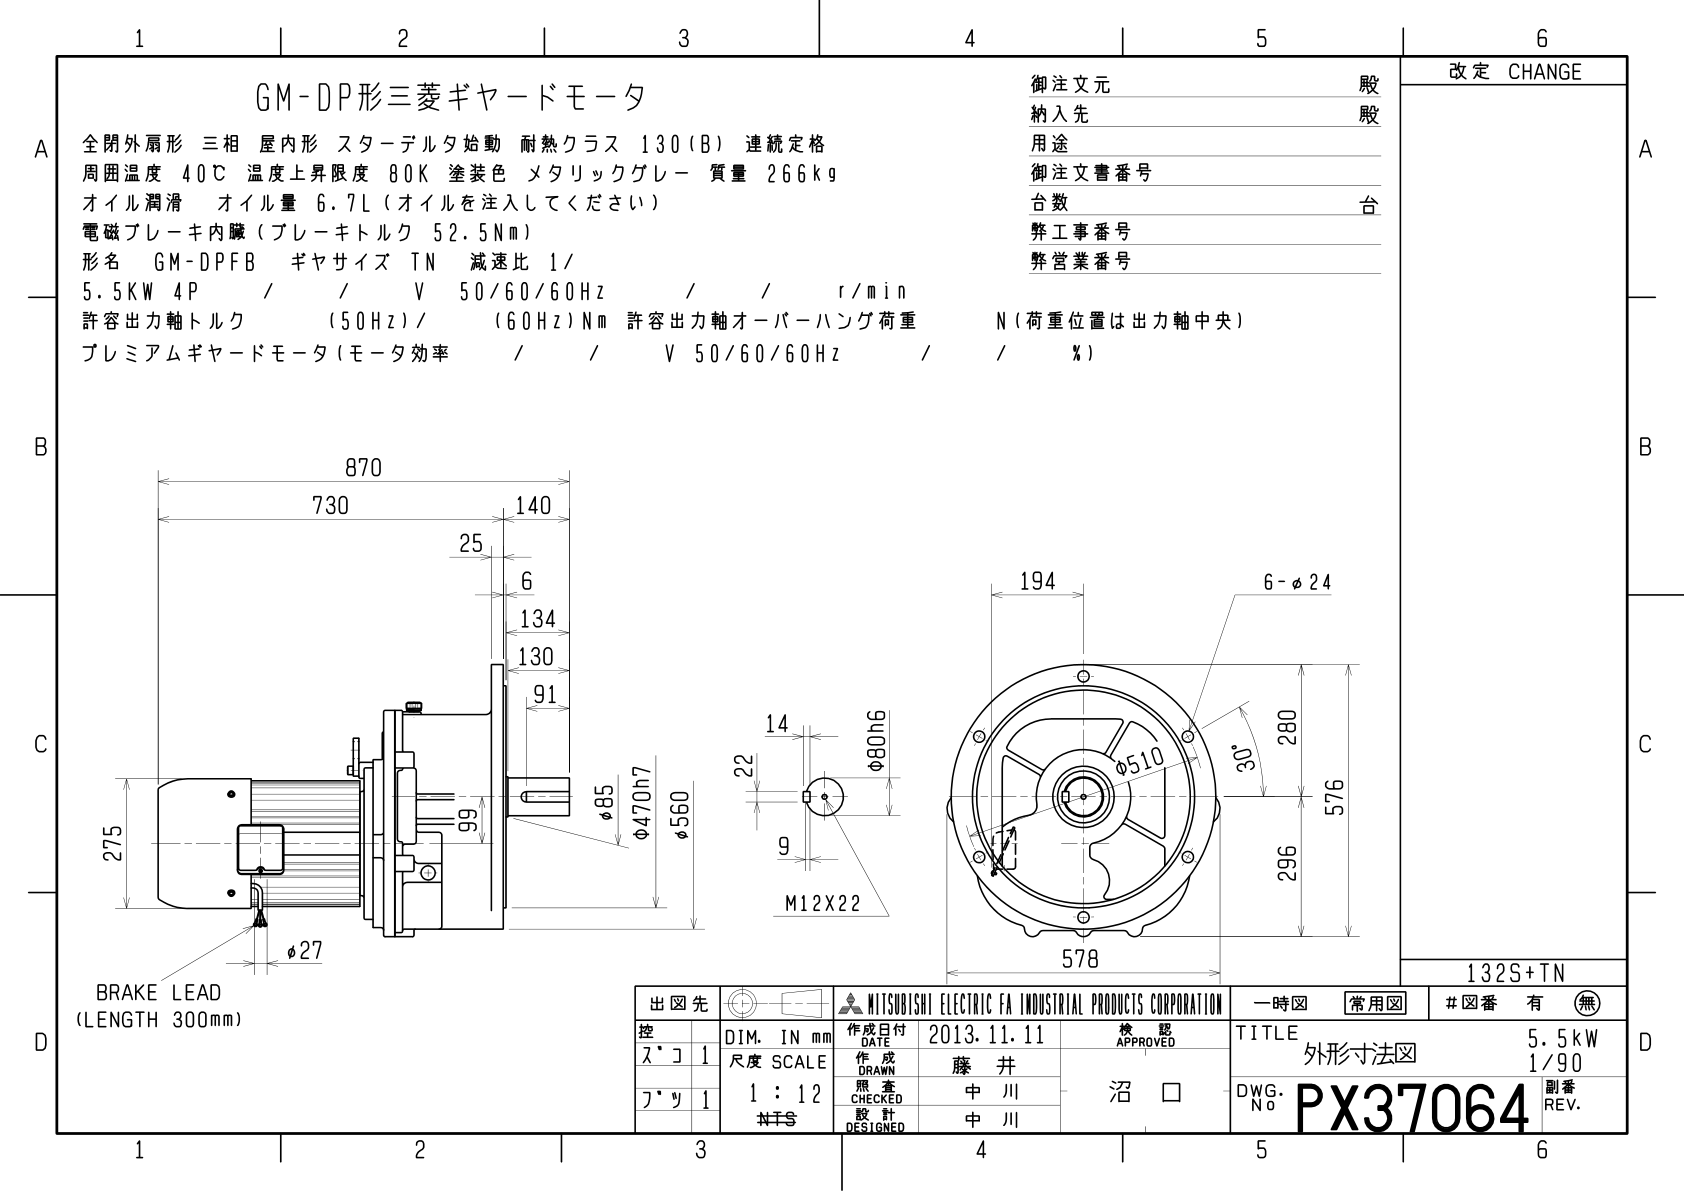 1 2 3 4 5 6
改定 CHANGE
GM-DP形三菱ギヤードモータ
全閉外扇形 三相 屋内形 スターデルタ始動 耐熱クラス 130(B) 連続定格
周囲温度 40℃ 温度上昇限度 80K 塗装色 メタリックグレー 質量 266kg
オイル潤滑 オイル量 6.7L(オイルを注入してください)
電磁ブレーキ内臓(ブレーキトルク 52.5Nm)
形名 GM-DPFB ギヤサイズ TN 減速比 1/
5.5KW 4P / / V 50/60/60Hz / / r/min
許容出力軸トルク (50Hz)/ (60Hz)Nm 許容出力軸オーバーハング荷重 N(荷重位置は出力軸中央)
プレミアムギヤードモータ(モータ効率 / / V 50/60/60Hz / / %)
御注文元 殿
納入先 殿
用途
御注文書番号
台数 台
弊工事番号
弊営業番号
A A
B B
C C
D D
870
730 140
25
6
134
130
91
275
99
φ85
φ470h7
φ560
φ27
BRAKE LEAD
(LENGTH 300mm)
14
22
φ80h6
9
M12X22
194
6-φ24
φ510
30°
280
576
296
578
132S+TN
出図先
MITSUBISHI ELECTRIC FA INDUSTRIAL PRODUCTS CORPORATION
一時図 常用図 #図番 有 無
控
ズコ 1
ブツ 1
DIM. IN mm
尺度 SCALE
1 : 12
NTS
作成日付 DATE 2013.11.11
作成 DRAWN 藤井
照査 CHECKED 中川
設計 DESIGNED 中川
検認 APPROVED
沼口
TITLE
外形寸法図
5.5kW
1/90
DWG. No PX37064
副番 REV.
1 2 3 4 5 6